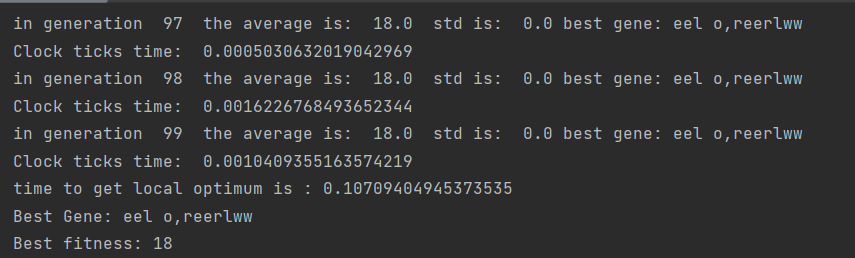 in generation  97  the average is:  18.0  std is:  0.0 best gene: eel o,reerlww
Clock ticks time:  0.0005030632019042969
in generation  98  the average is:  18.0  std is:  0.0 best gene: eel o,reerlww
Clock ticks time:  0.0016226768493652344
in generation  99  the average is:  18.0  std is:  0.0 best gene: eel o,reerlww
Clock ticks time:  0.0010409355163574219
time to get local optimum is : 0.10709404945373535
Best Gene: eel o,reerlww
Best fitness: 18